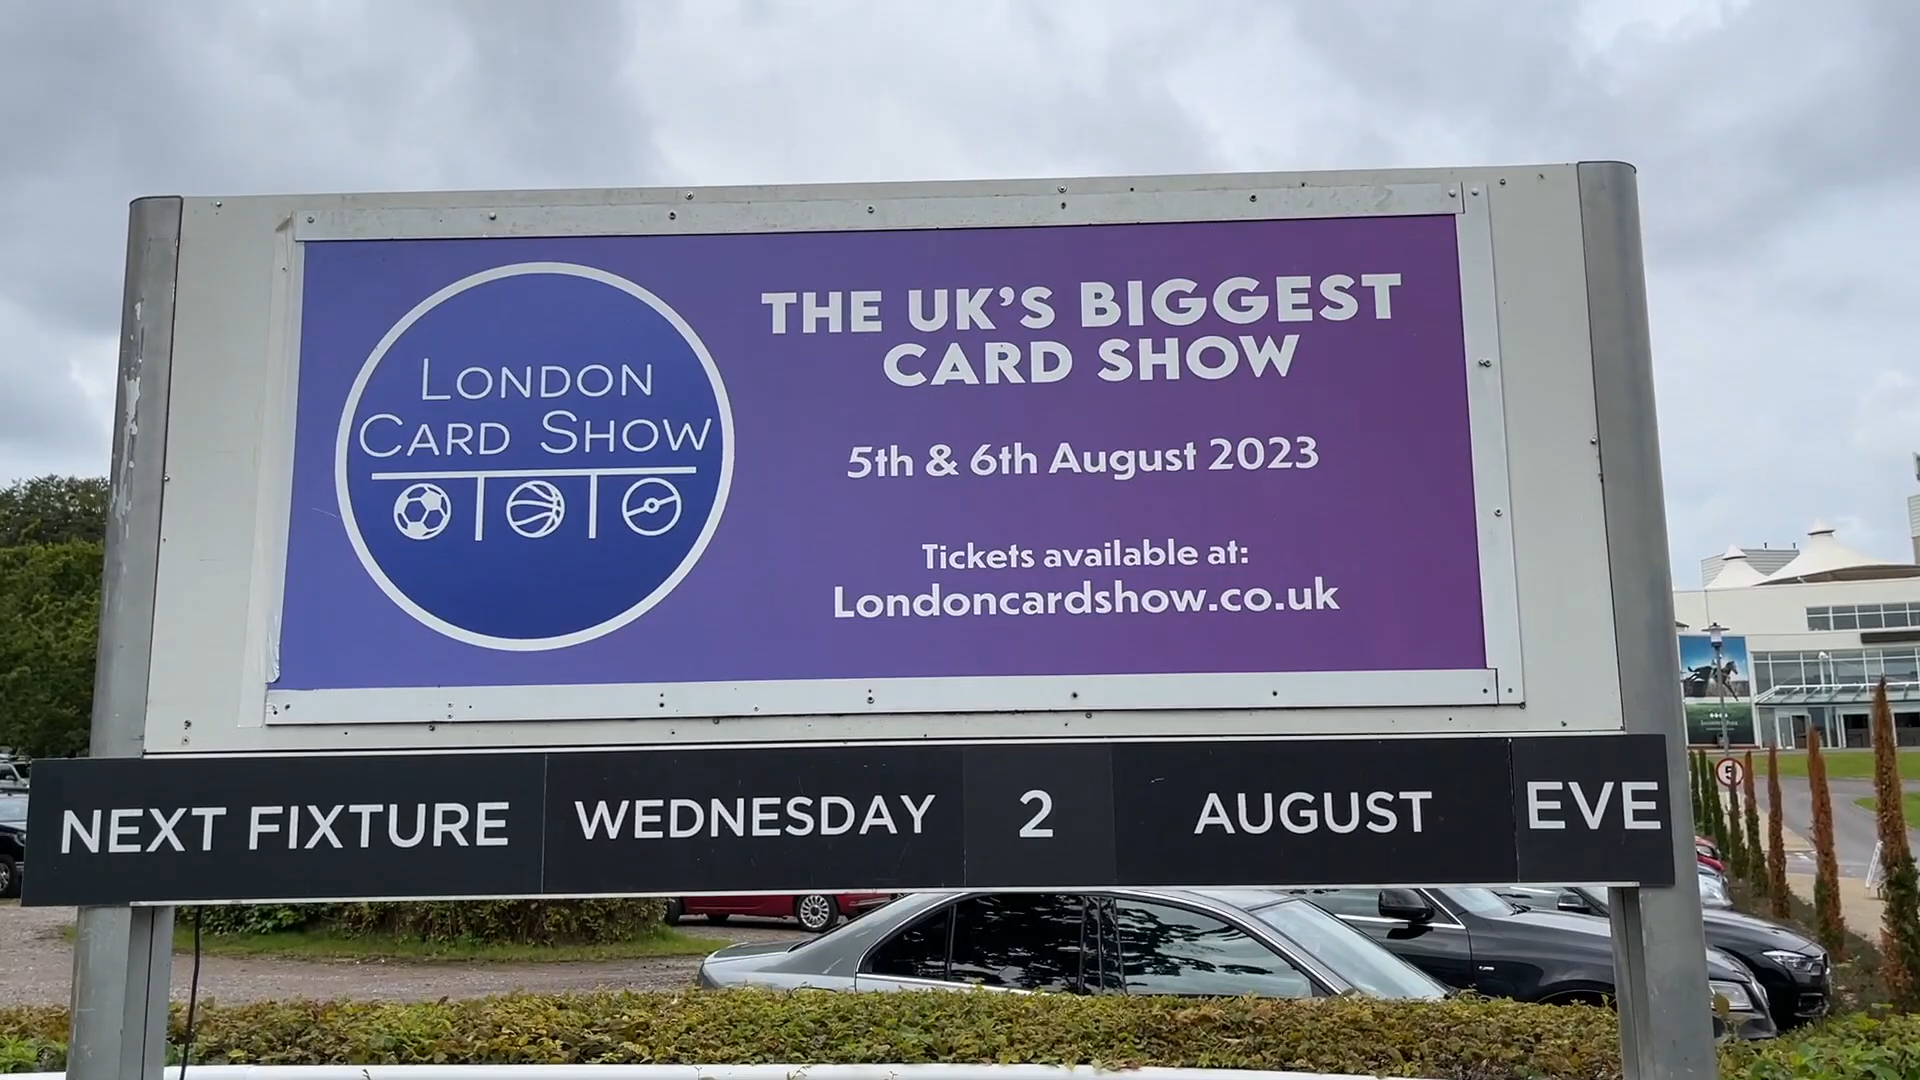 LONDON
CARD SHOW
THE UK'S BIGGEST
CARD SHOW
5th & 6th August 2023
Tickets available at:
Londoncardshow.co.uk
NEXT FIXTURE WEDNESDAY 2 AUGUST EVE
5